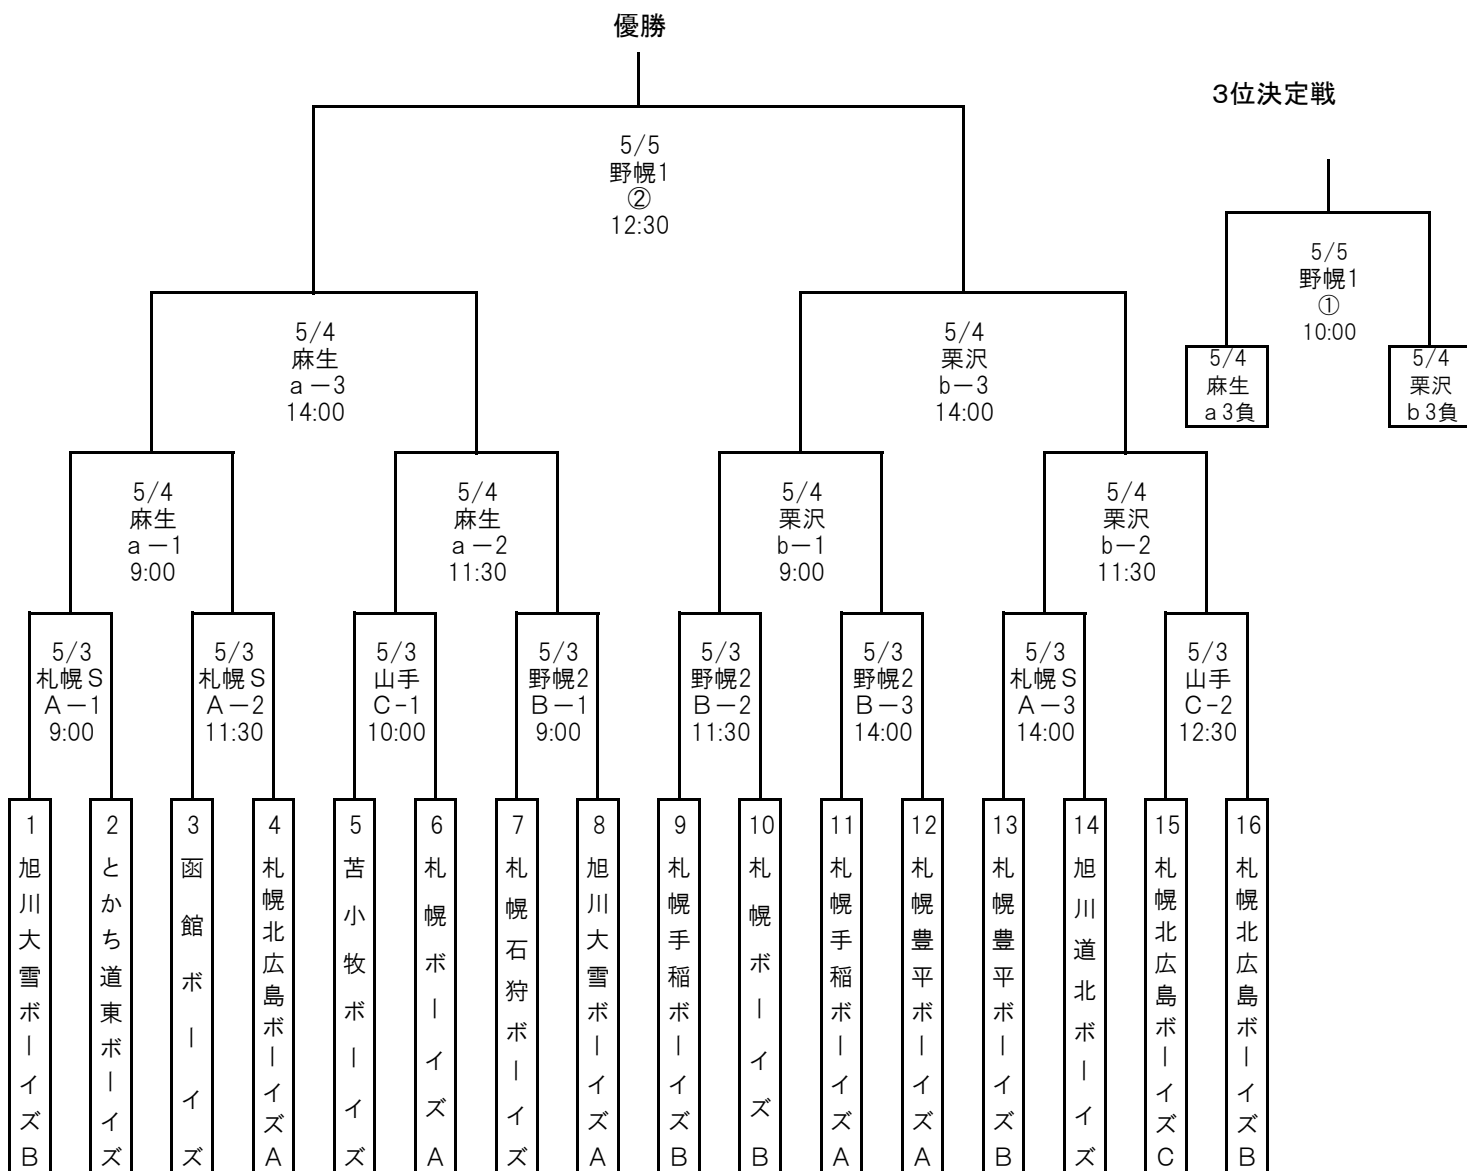 優勝
3位決定戦
5/5
野幌1
②
12:30
5/5
野幌1
①
10:00
5/4
麻生
a3負
5/4
栗沢
b3負
5/4
麻生
a－3
14:00
5/4
栗沢
b－3
14:00
5/4
麻生
a－1
9:00
5/4
麻生
a－2
11:30
5/4
栗沢
b－1
9:00
5/4
栗沢
b－2
11:30
5/3
札幌S
A－1
9:00
5/3
札幌S
A－2
11:30
5/3
山手
C-1
10:00
5/3
野幌2
B－1
9:00
5/3
野幌2
B－2
11:30
5/3
野幌2
B－3
14:00
5/3
札幌S
A－3
14:00
5/3
山手
C-2
12:30
1
旭川大雪ボーイズB
2
とかち道東ボーイズ
3
函館ボーイズ
4
札幌北広島ボーイズA
5
苫小牧ボーイズ
6
札幌ボーイズA
7
札幌石狩ボーイズ
8
旭川大雪ボーイズA
9
札幌手稲ボーイズB
10
札幌ボーイズB
11
札幌手稲ボーイズA
12
札幌豊平ボーイズA
13
札幌豊平ボーイズB
14
旭川道北ボーイズ
15
札幌北広島ボーイズC
16
札幌北広島ボーイズB